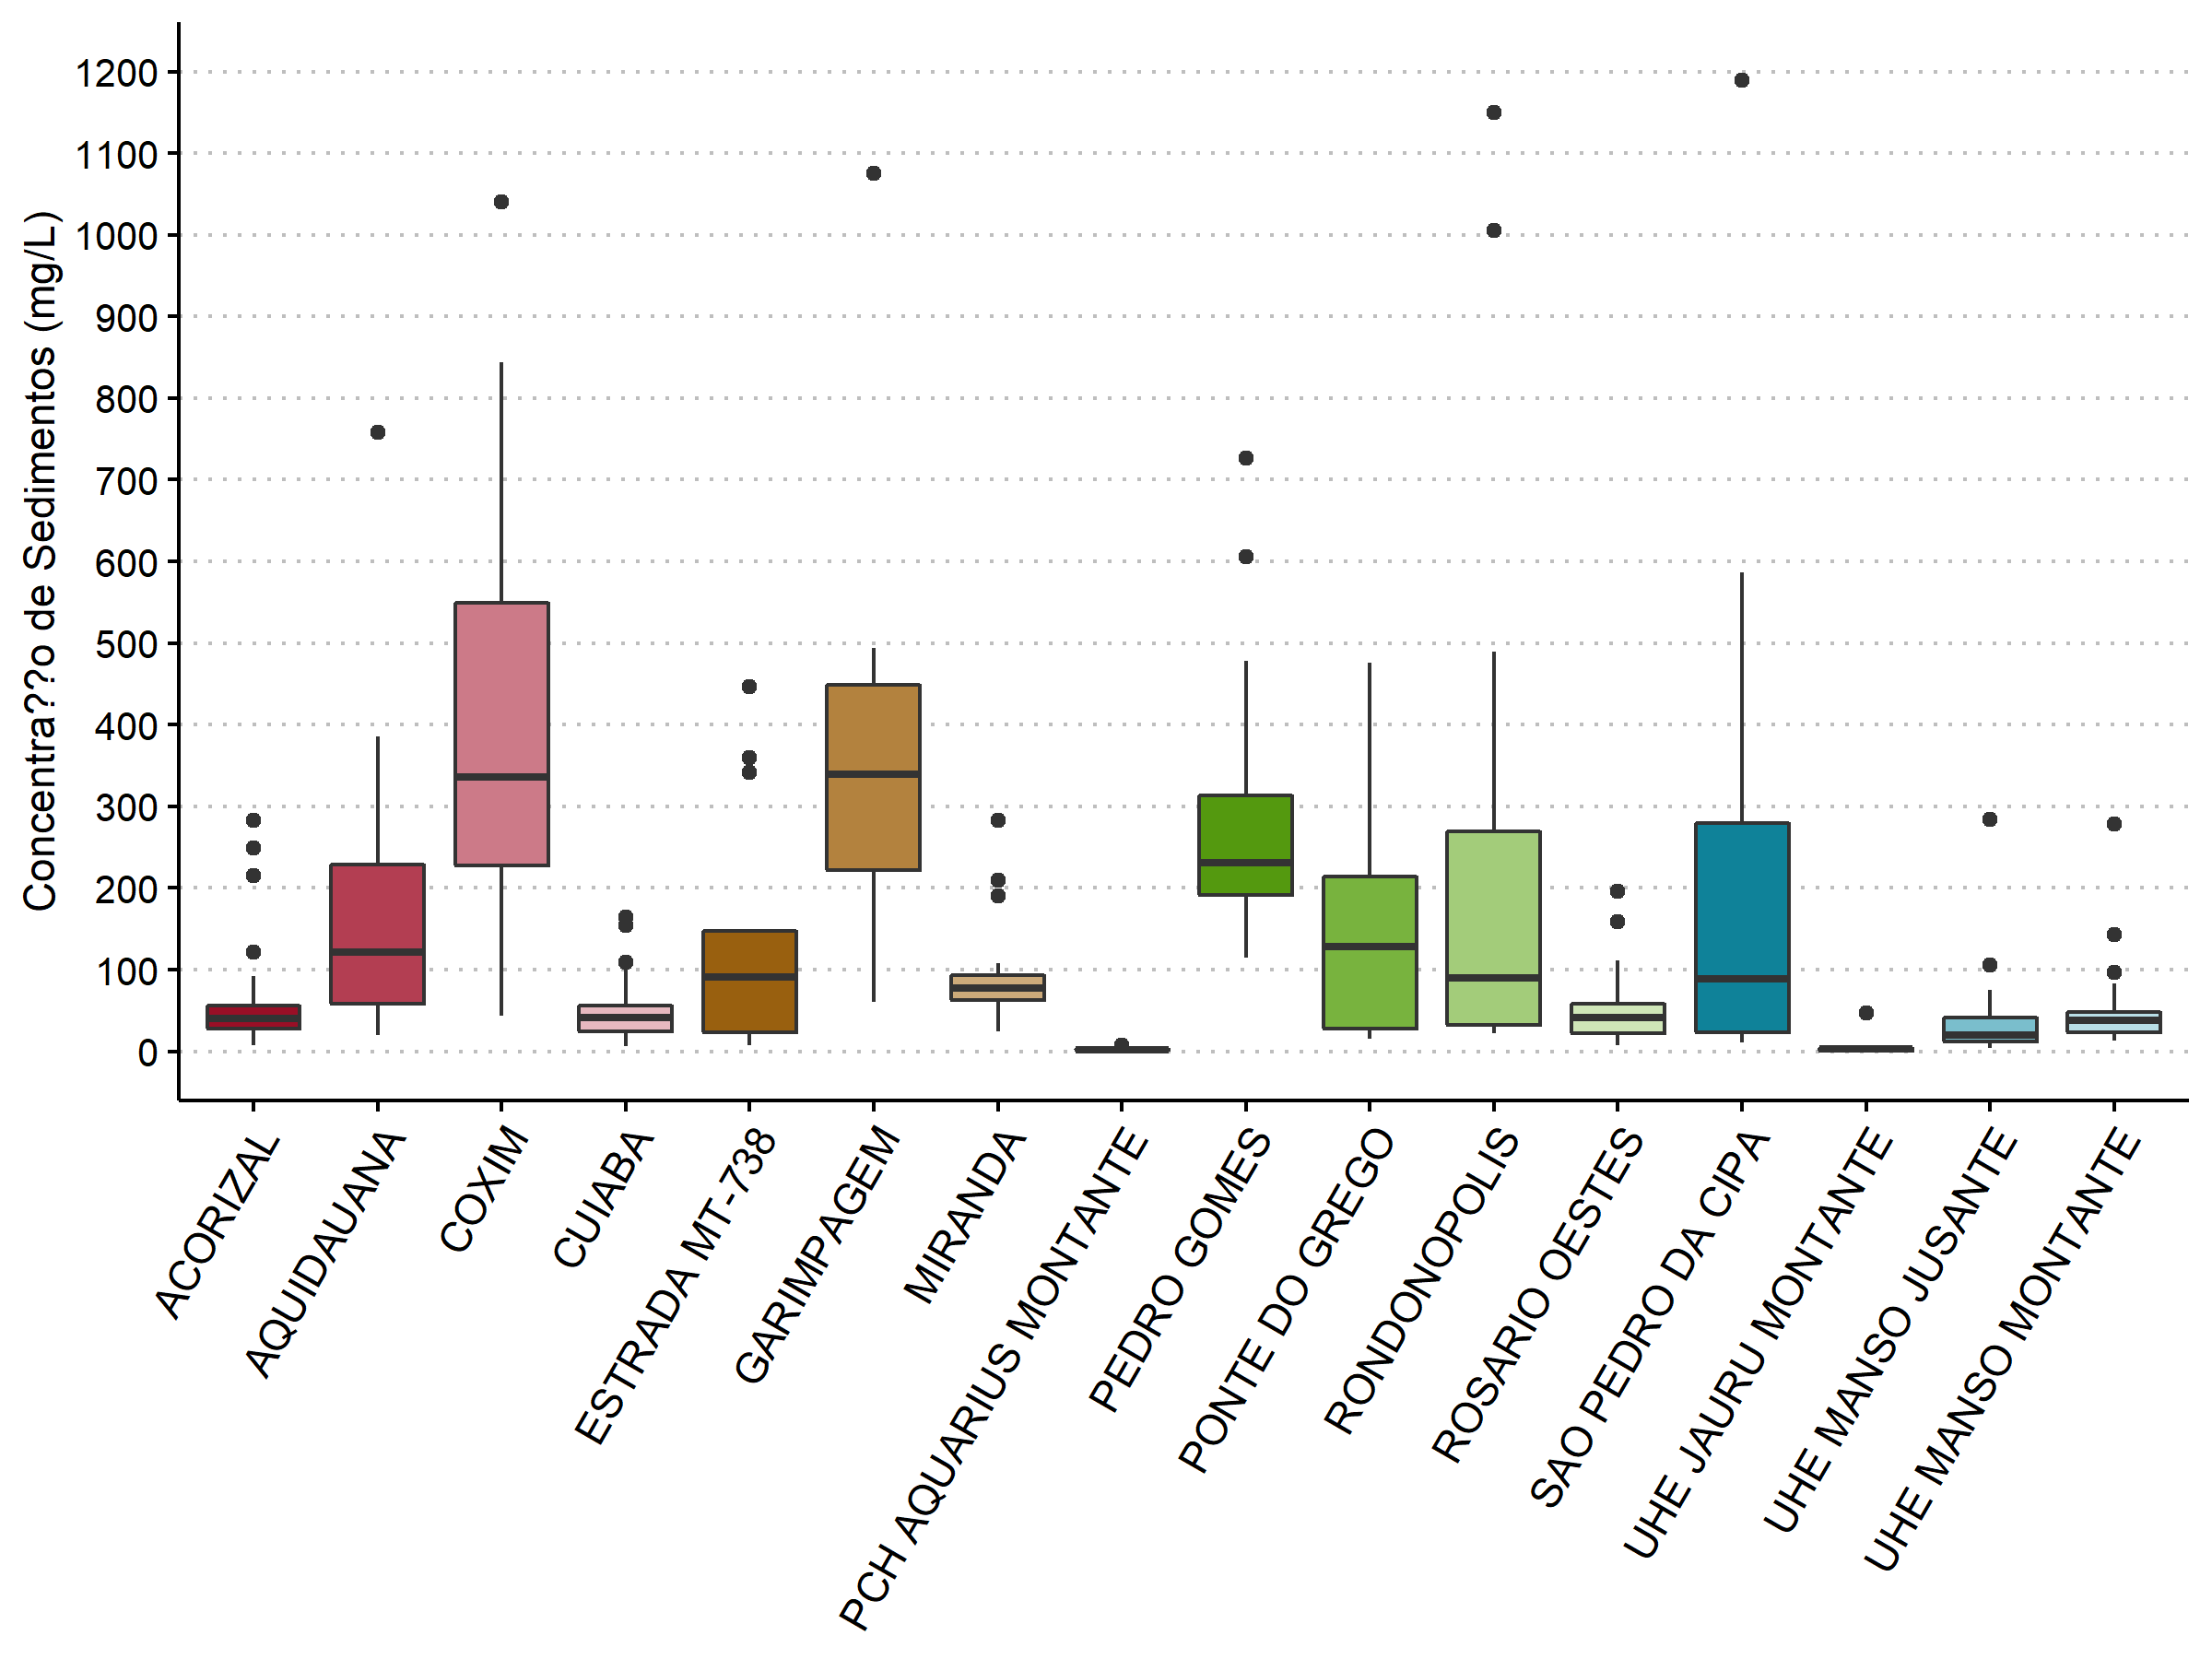 Concentra???o de Sedimentos (mg/L)
1200
1100
1000
900
800
700
600
500
400
300
200
100
0
ACORIZAL
AQUIDAUANA
COXIM
CUIABA
ESTRADA MT-738
GARIMPAGEM
MIRANDA
PCH AQUARIUS MONTANTE
PEDRO GOMES
PONTE DO GREGO
RONDONOPOLIS
ROSARIO OESTES
SAO PEDRO DA CIPA
UHE JAURU MONTANTE
UHE MANSO JUSANTE
UHE MANSO MONTANTE